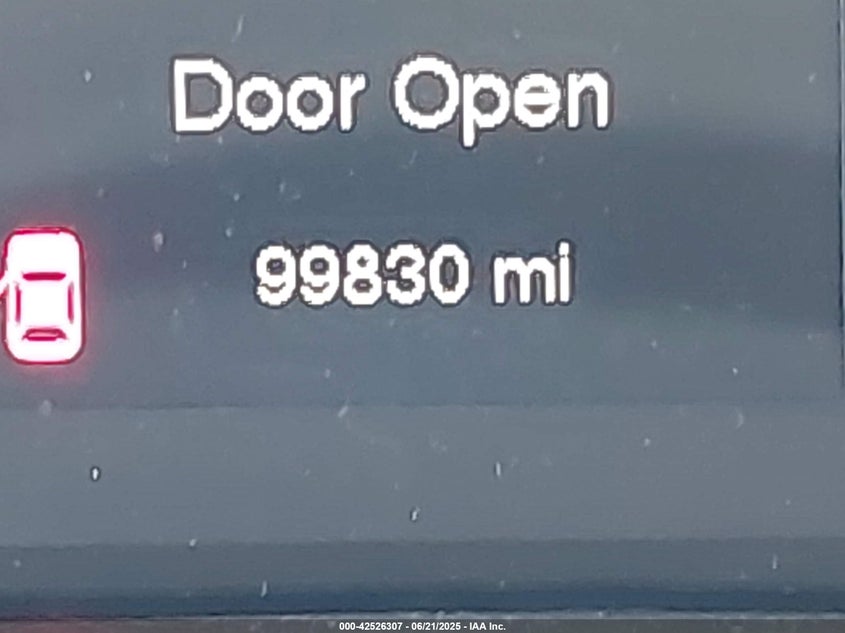 Door Open
99830 mi
000-42526307 - 06/21/2025 - IAA Inc.